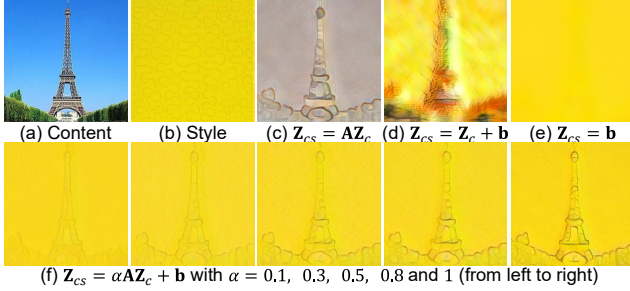 (a) Content (b) Style (c) 𝐙𝑐𝑠 = 𝐀𝐙𝑐 (d) 𝐙𝑐𝑠 = 𝐙𝑐 + 𝐛 (e) 𝐙𝑐𝑠 = 𝐛
(f) 𝐙𝑐𝑠 = 𝛼𝐀𝐙𝑐 + 𝐛 with 𝛼 = 0.1, 0.3, 0.5, 0.8 and 1 (from left to right)